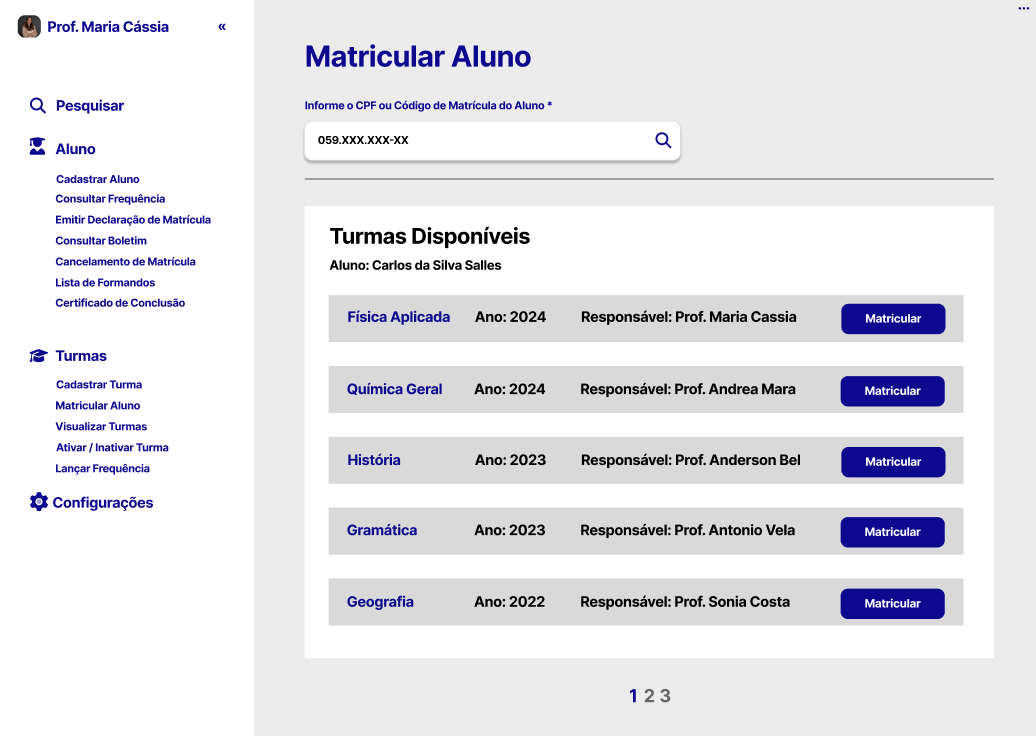 Prof. Maria Cássia «
Pesquisar
Aluno
Cadastrar Aluno
Consultar Frequência
Emitir Declaração de Matrícula
Consultar Boletim
Cancelamento de Matrícula
Lista de Formandos
Certificado de Conclusão
Turmas
Cadastrar Turma
Matricular Aluno
Visualizar Turmas
Ativar / Inativar Turma
Lançar Frequência
Configurações
Matricular Aluno
Informe o CPF ou Código de Matrícula do Aluno *
059.XXX.XXX-XX
Turmas Disponíveis
Aluno: Carlos da Silva Salles
Física Aplicada Ano: 2024 Responsável: Prof. Maria Cassia Matricular
Química Geral Ano: 2024 Responsável: Prof. Andrea Mara Matricular
História Ano: 2023 Responsável: Prof. Anderson Bel Matricular
Gramática Ano: 2023 Responsável: Prof. Antonio Vela Matricular
Geografia Ano: 2022 Responsável: Prof. Sonia Costa Matricular
1 2 3